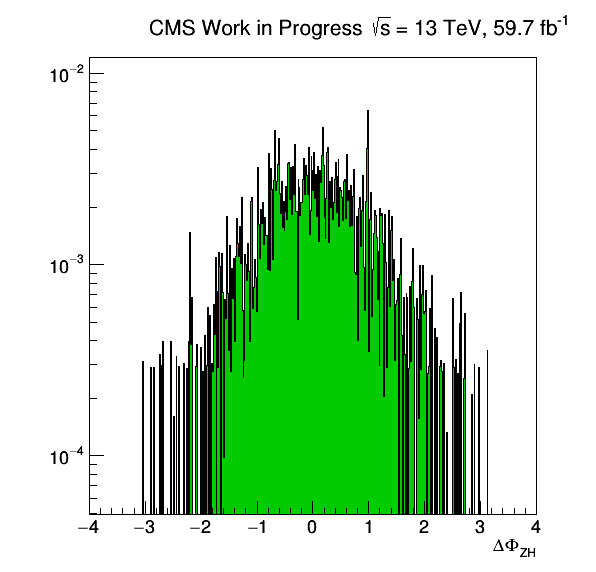 CMS Work in Progress √s = 13 TeV, 59.7 fb⁻¹
10⁻²
10⁻³
10⁻⁴
−4 −3 −2 −1 0 1 2 3 4
ΔΦ_ZH